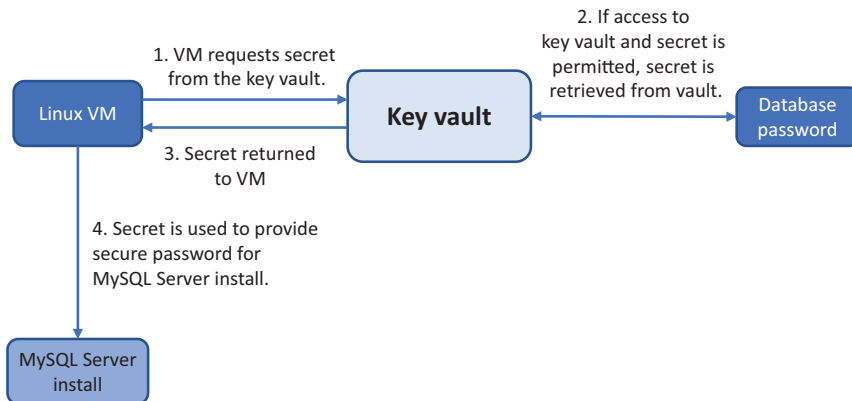 2. If access to
key vault and secret is
permitted, secret is
retrieved from vault.
1. VM requests secret
from the key vault.
Linux VM
Key vault
Database
password
3. Secret returned
to VM
4. Secret is used to provide
secure password for
MySQL Server install.
MySQL Server
install